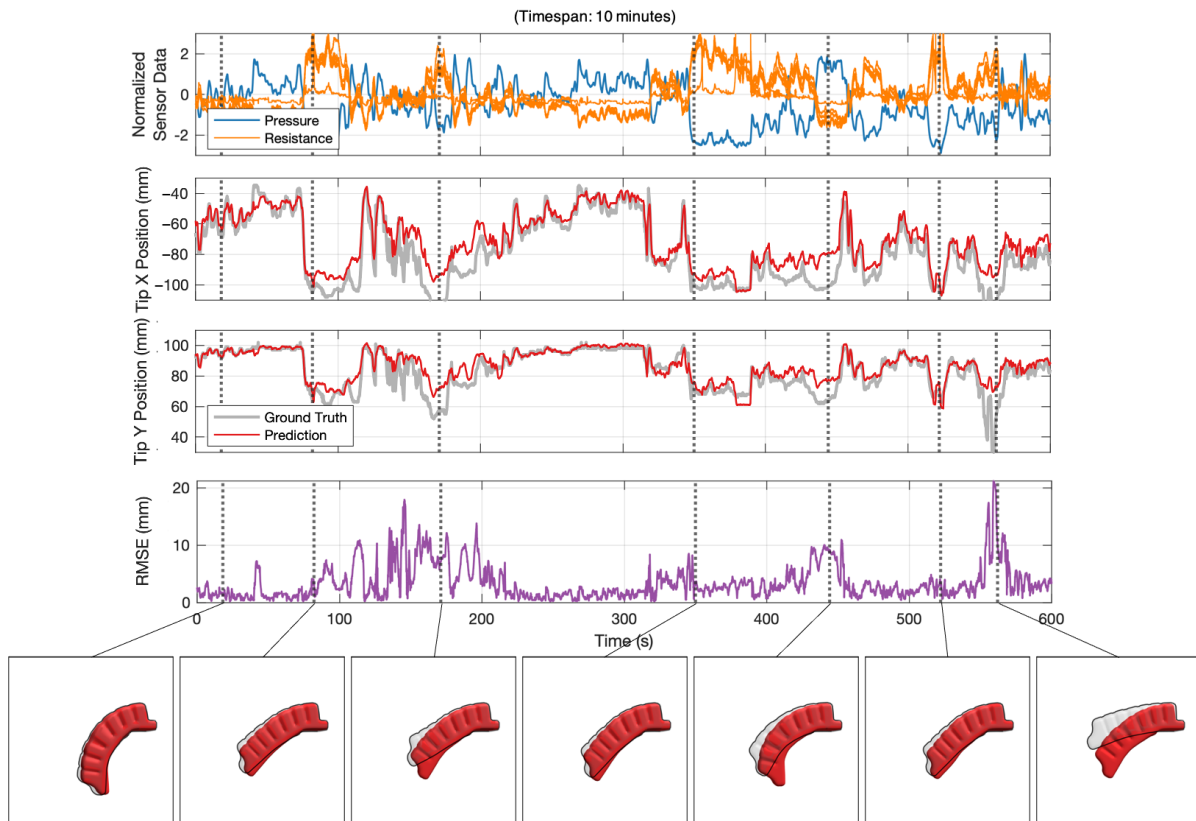 (Timespan: 10 minutes)
Normalized
Sensor Data
2
0
-2
Pressure
Resistance
Tip X Position (mm)
-40
-60
-80
-100
Tip Y Position (mm)
100
80
60
40
Ground Truth
Prediction
RMSE (mm)
20
10
0
0 100 200 300 400 500 600
Time (s)